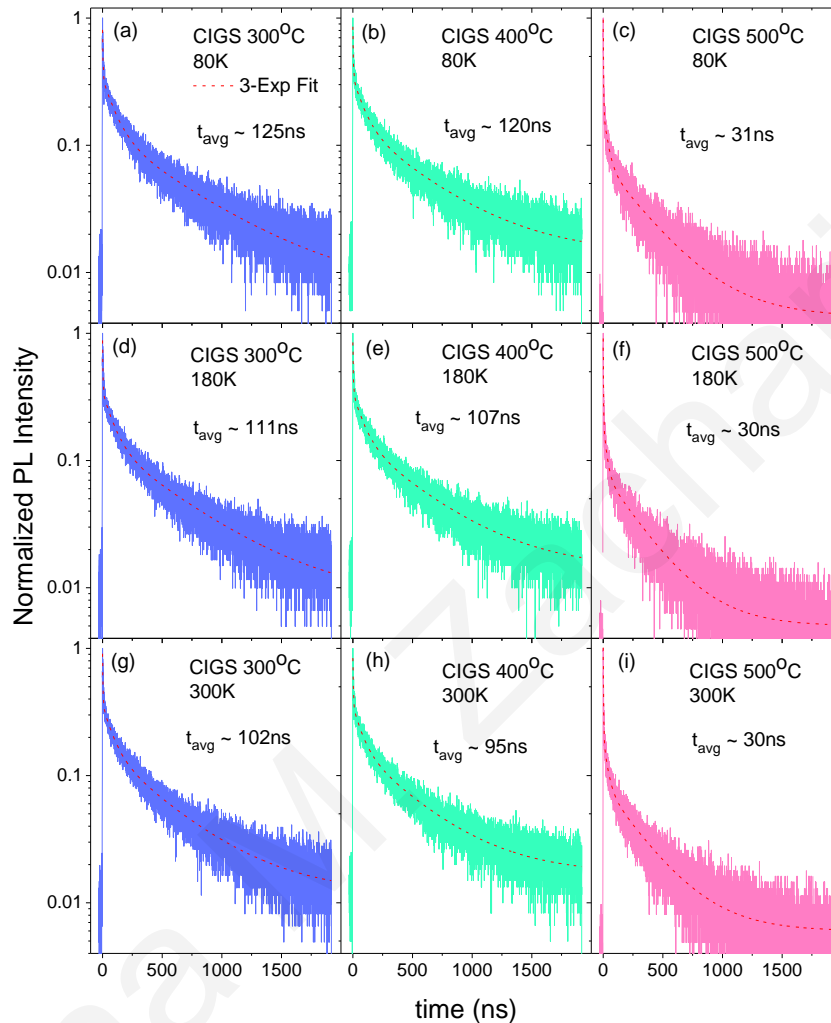 (a) CIGS 300°C
80K
3-Exp Fit
t_avg ~ 125ns
(b) CIGS 400°C
80K
t_avg ~ 120ns
(c) CIGS 500°C
80K
t_avg ~ 31ns
1
0.1
0.01
(d) CIGS 300°C
180K
t_avg ~ 111ns
(e) CIGS 400°C
180K
t_avg ~ 107ns
(f) CIGS 500°C
180K
t_avg ~ 30ns
1
0.1
0.01
(g) CIGS 300°C
300K
t_avg ~ 102ns
(h) CIGS 400°C
300K
t_avg ~ 95ns
(i) CIGS 500°C
300K
t_avg ~ 30ns
1
0.1
0.01
Normalized PL Intensity
0 500 1000 1500 0 500 1000 1500 0 500 1000 1500
time (ns)
M Zachari